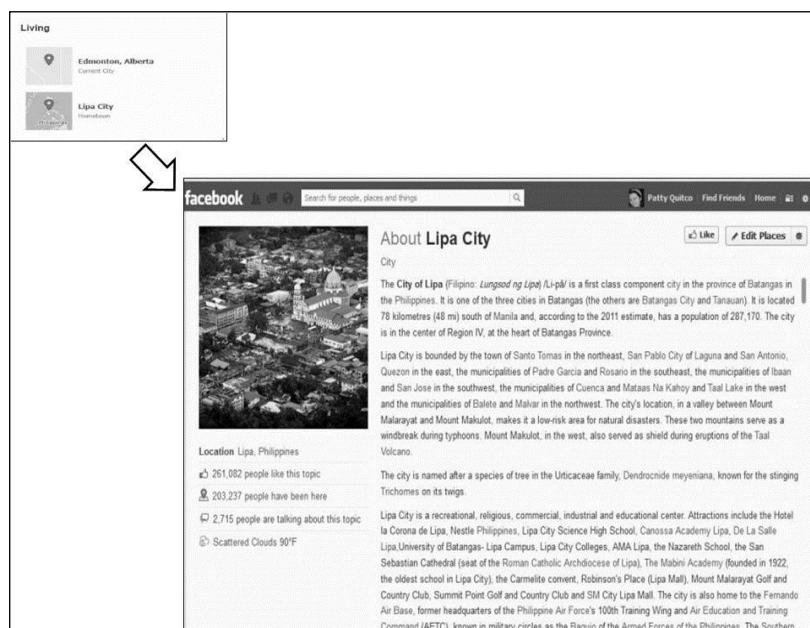 Living
Edmonton, Alberta
Current City
Lipa City
Hometown
Philippines
facebook
Search for people, places and things
Patty Quitco Find Friends Home
About Lipa City
Like
Edit Places
City
The City of Lipa (Filipino: Lungsod ng Lipa) /Li-pâ/ is a first class component city in the province of Batangas in
the Philippines. It is one of the three cities in Batangas (the others are Batangas City and Tanauan). It is located
78 kilometres (48 mi) south of Manila and, according to the 2011 estimate, has a population of 287,170. The city
is in the center of Region IV, at the heart of Batangas Province.
Lipa City is bounded by the town of Santo Tomas in the northeast, San Pablo City of Laguna and San Antonio,
Quezon in the east, the municipalities of Padre Garcia and Rosario in the southeast, the municipalities of Ibaan
and San Jose in the southwest, the municipalities of Cuenca and Mataas Na Kahoy and Taal Lake in the west
and the municipalities of Balete and Malvar in the northwest. The city's location, in a valley between Mount
Malarayat and Mount Makulot, makes it a low-risk area for natural disasters. These two mountains serve as a
windbreak during typhoons. Mount Makulot, in the west, also served as shield during eruptions of the Taal
Volcano.
The city is named after a species of tree in the Urticaceae family, Dendrocnide meyeniana, known for the stinging
Trichomes on its twigs.
Lipa City is a recreational, religious, commercial, industrial and educational center. Attractions include the Hotel
la Corona de Lipa, Nestle Philippines, Lipa City Science High School, Canossa Academy Lipa, De La Salle
Lipa,University of Batangas- Lipa Campus, Lipa City Colleges, AMA Lipa, the Nazareth School, the San
Sebastian Cathedral (seat of the Roman Catholic Archdiocese of Lipa), The Mabini Academy (founded in 1922,
the oldest school in Lipa City), the Carmelite convent, Robinson's Place (Lipa Mall), Mount Malarayat Golf and
Country Club, Summit Point Golf and Country Club and SM City Lipa Mall. The city is also home to the Fernando
Air Base, former headquarters of the Philippine Air Force's 100th Training Wing and Air Education and Training
Command (AETC), known in military circles as the Baguio of the Armed Forces of the Philippines. The Southern
Location Lipa, Philippines
261,082 people like this topic
203,237 people have been here
2,715 people are talking about this topic
Scattered Clouds 90°F